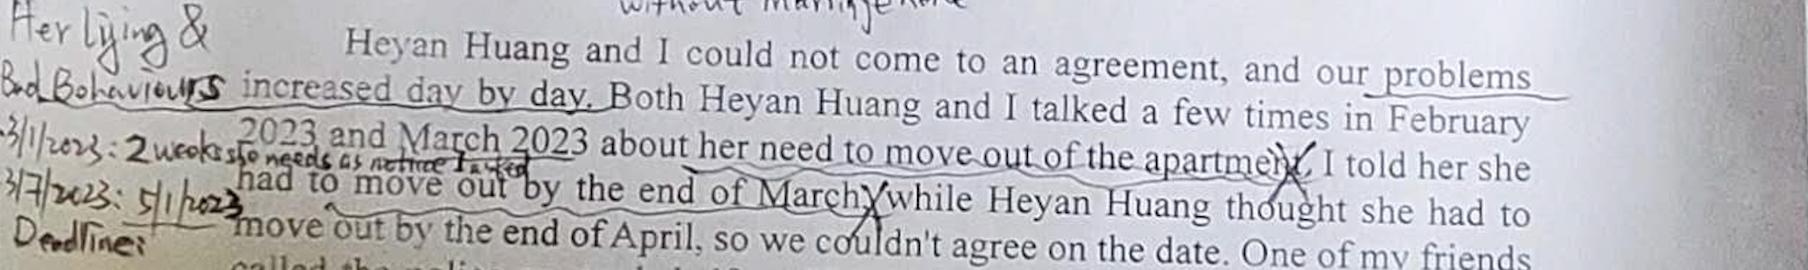 without
Her lying &
Heyan Huang and I could not come to an agreement, and our problems
Bad Bohaviours increased day by day. Both Heyan Huang and I talked a few times in February
3/1/2023: 2 weeks she needs as notice I asked
2023 and March 2023 about her need to move out of the apartment. I told her she
3/7/2023: 5/1/2023
had to move out by the end of March, while Heyan Huang thought she had to
Deadline:
move out by the end of April, so we couldn't agree on the date. One of my friends
called the